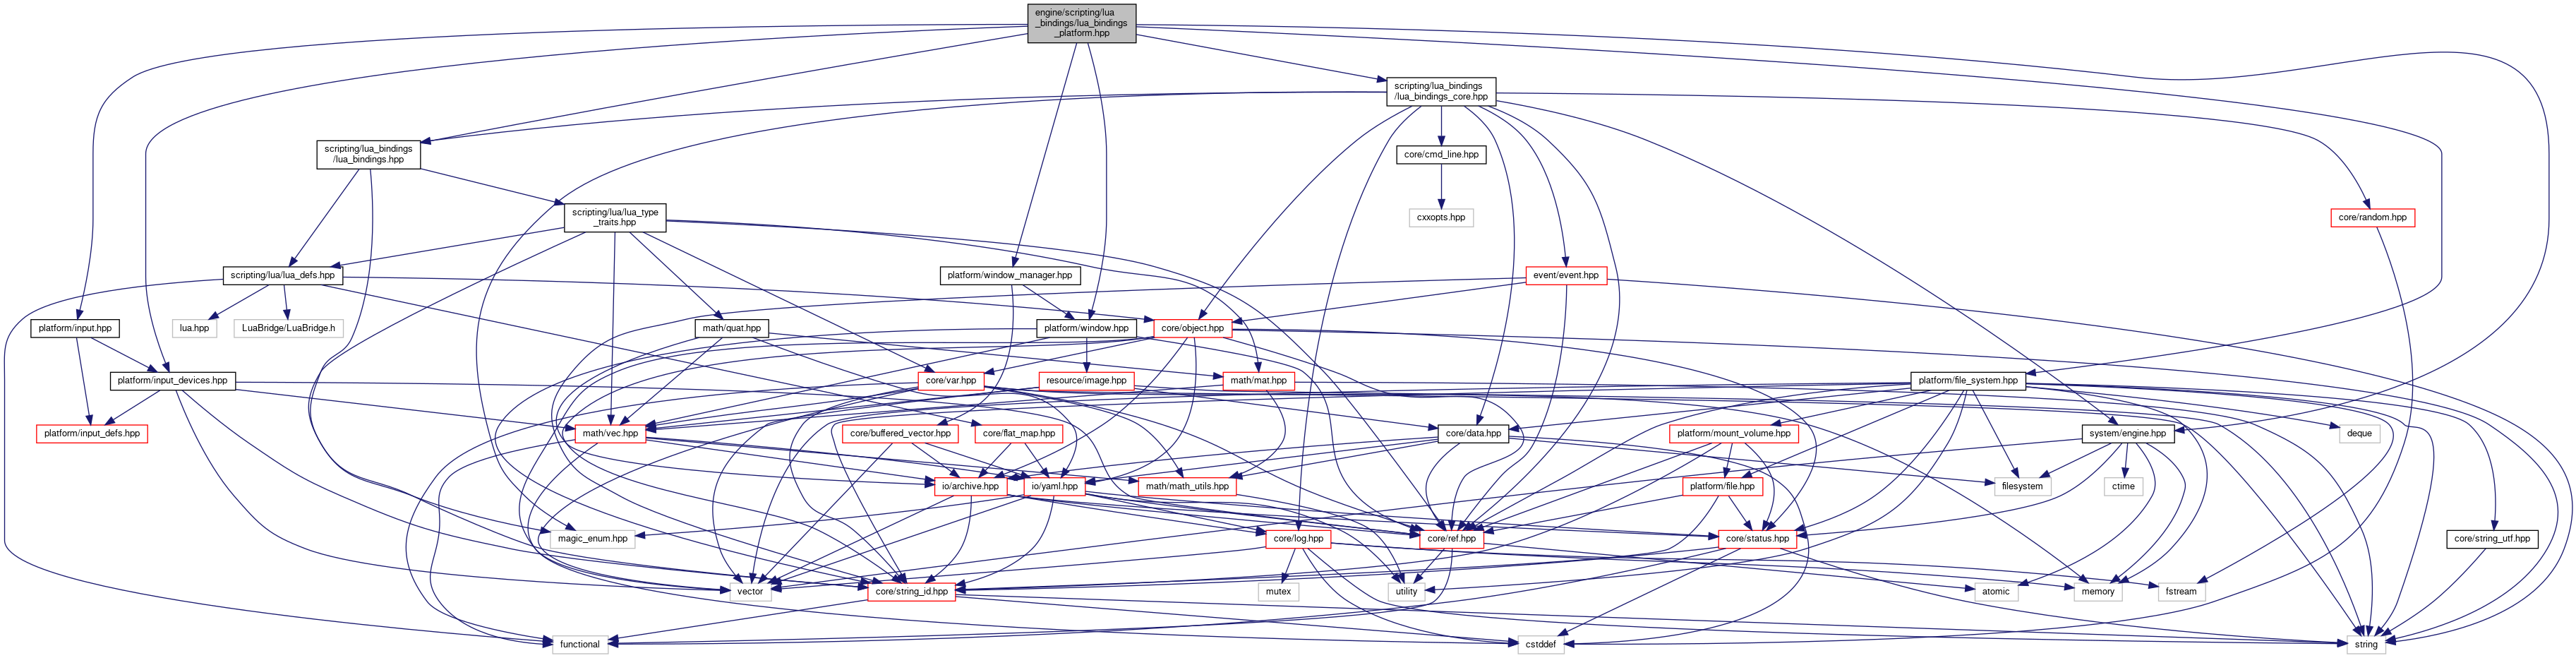 engine/scripting/lua
_bindings/lua_bindings
_platform.hpp
scripting/lua_bindings
/lua_bindings_core.hpp
scripting/lua_bindings
/lua_bindings.hpp
core/cmd_line.hpp
scripting/lua/lua_type
_traits.hpp
cxxopts.hpp
core/random.hpp
scripting/lua/lua_defs.hpp
platform/window_manager.hpp
event/event.hpp
platform/input.hpp
lua.hpp
LuaBridge/LuaBridge.h
math/quat.hpp
platform/window.hpp
core/object.hpp
platform/input_devices.hpp
core/var.hpp
resource/image.hpp
math/mat.hpp
platform/file_system.hpp
platform/input_defs.hpp
math/vec.hpp
core/buffered_vector.hpp
core/flat_map.hpp
core/data.hpp
platform/mount_volume.hpp
system/engine.hpp
deque
io/archive.hpp
io/yaml.hpp
math/math_utils.hpp
platform/file.hpp
filesystem
ctime
magic_enum.hpp
core/log.hpp
core/ref.hpp
core/status.hpp
core/string_utf.hpp
vector
core/string_id.hpp
mutex
utility
atomic
memory
fstream
functional
cstddef
string